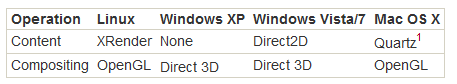 Operation Linux Windows XP Windows Vista/7 Mac OS X
Content XRender None Direct2D Quartz1
Compositing OpenGL Direct 3D Direct 3D OpenGL